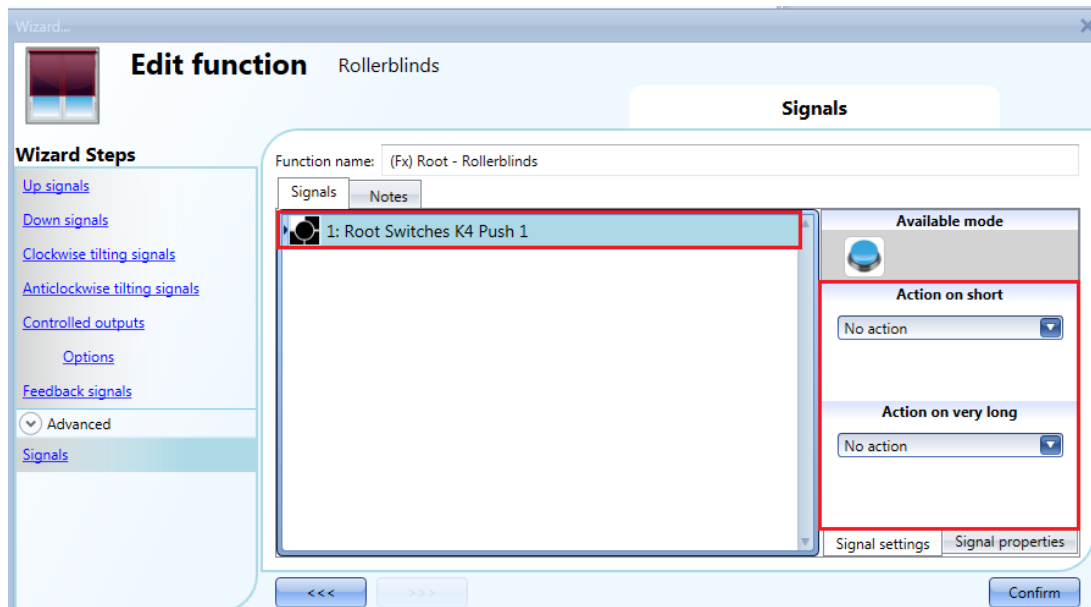 Wizard...
Edit function Rollerblinds
Signals
Wizard Steps
Up signals
Down signals
Clockwise tilting signals
Anticlockwise tilting signals
Controlled outputs
Options
Feedback signals
Advanced
Signals
Function name: (Fx) Root - Rollerblinds
Signals Notes
1: Root Switches K4 Push 1
Available mode
Action on short
No action
Action on very long
No action
Signal settings Signal properties
<<< >>> Confirm